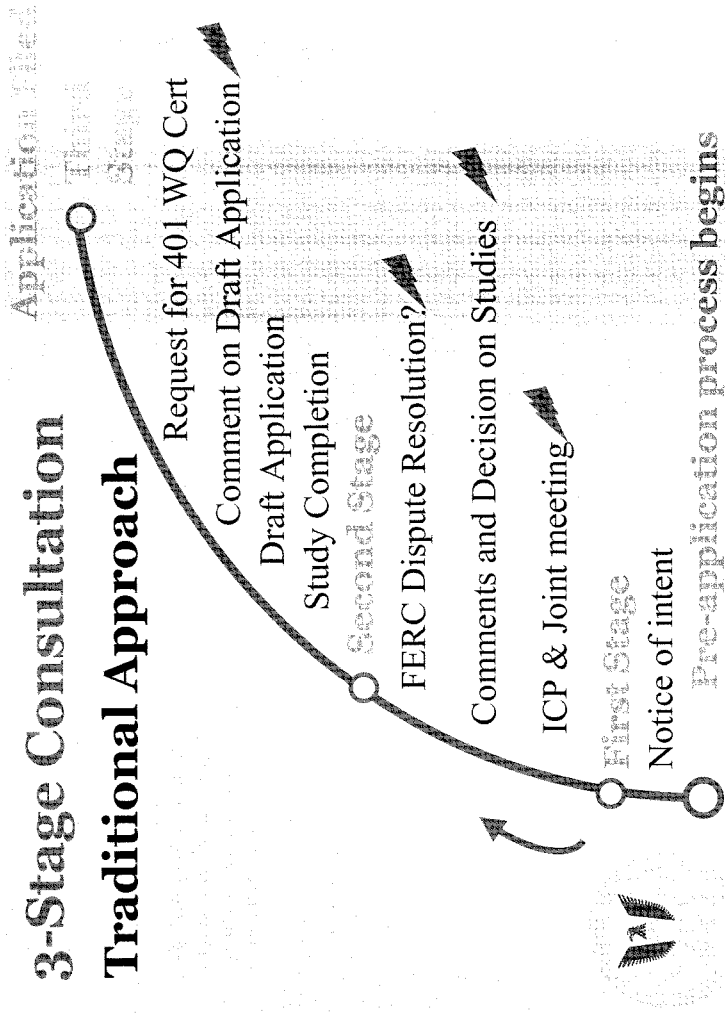 3-Stage Consultation
Traditional Approach
Application Filed
Third
Stage
Request for 401 WQ Cert
Comment on Draft Application
Draft Application
Study Completion
Second Stage
FERC Dispute Resolution?
Comments and Decision on Studies
ICP & Joint meeting
First Stage
Notice of intent
Pre-application process begins